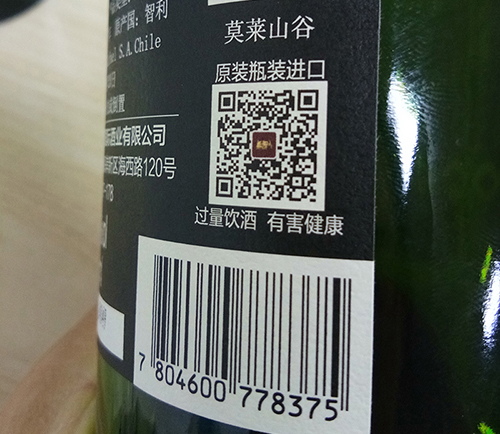 产国：智利
S.A.Chile
倒置
酒业有限公司
区海西路120号
莫莱山谷
原装瓶装进口
过量饮酒 有害健康
7 804600 778375